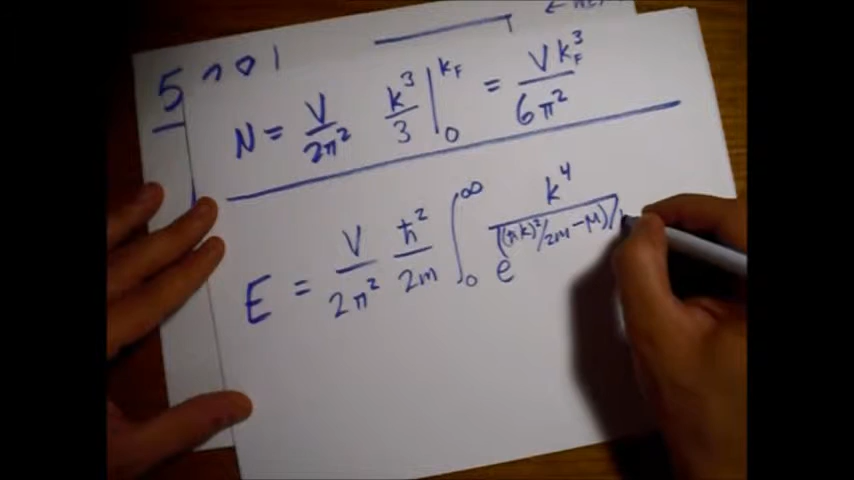 N = V/2π² k³/3 |₀^{k_F} = V k_F³/6π²
E = V/2π² ħ²/2m ∫₀^∞ k⁴/e^{((ħk)²/2m - μ)/